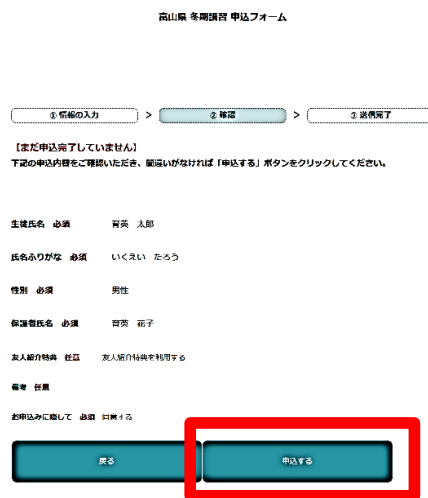 富山県 冬期講習 申込フォーム
① 情報の入力 > ② 確認 > ③ 送信完了
【まだ申込完了していません】
下記の申込内容をご確認いただき、間違いがなければ「申込する」ボタンをクリックしてください。
生徒氏名 必須 育英 太郎
氏名ふりがな 必須 いくえい たろう
性別 必須 男性
保護者氏名 必須 育英 花子
友人紹介特典 任意 友人紹介特典を利用する
備考 任意
お申込みに際して 必須 同意する
戻る 申込する